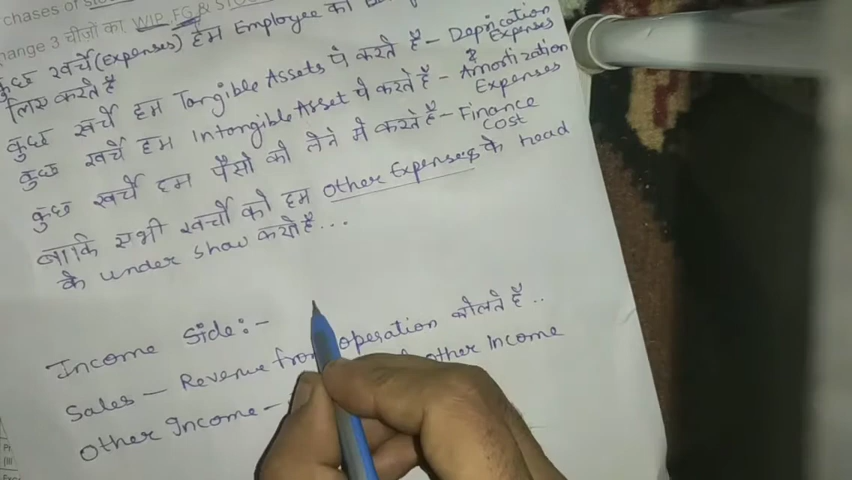 chases of
hange 3 चीज़ों का, WIP, FG &
कुछ खर्चे (Expenses) हम Employee को
लिए करते हैं
कुछ खर्चे हम Tangible Assets पे करते हैं - Deprication Expenses
कुछ खर्चे हम Intangible Asset पे करते हैं - Amortization Expenses
कुछ खर्चे हम पैसो को लेने में करते हैं - Finance Cost
बाकि सभी खर्चो को हम other Expenses के head
के under show करते है...
Income Side:-
Sales - Revenue from operation बोलते हैं..
Other Income - other Income